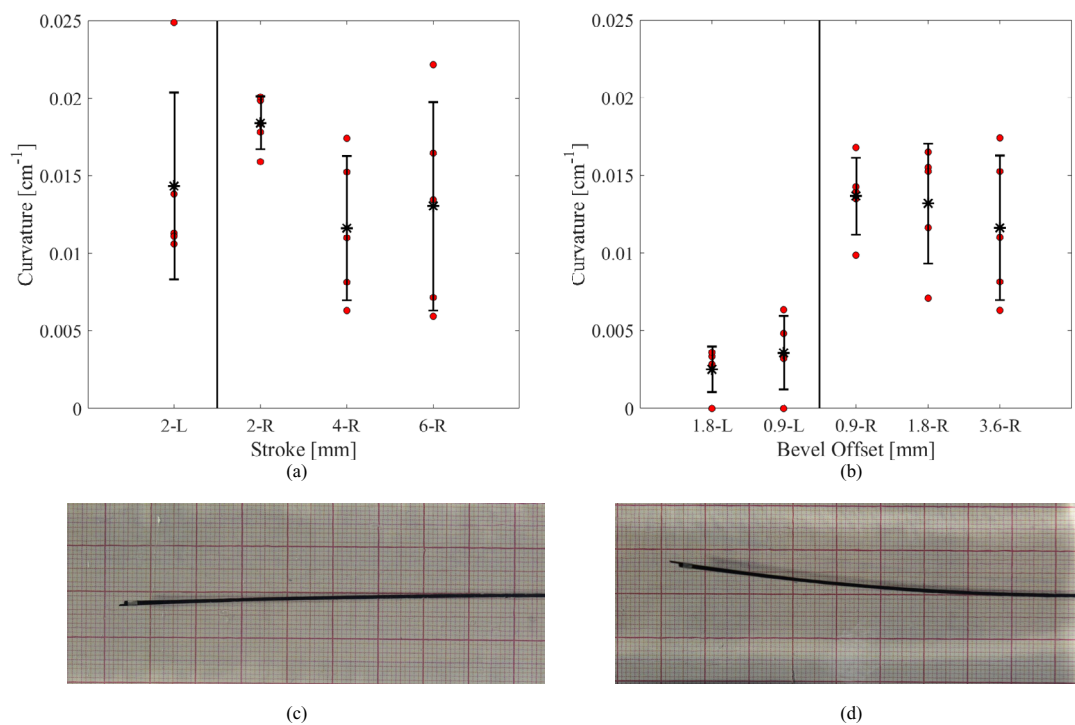 0.025
0.02
0.015
0.01
0.005
0
Curvature [cm⁻¹]
2-L 2-R 4-R 6-R
Stroke [mm]
(a)
0.025
0.02
0.015
0.01
0.005
0
Curvature [cm⁻¹]
1.8-L 0.9-L 0.9-R 1.8-R 3.6-R
Bevel Offset [mm]
(b)
(c)
(d)